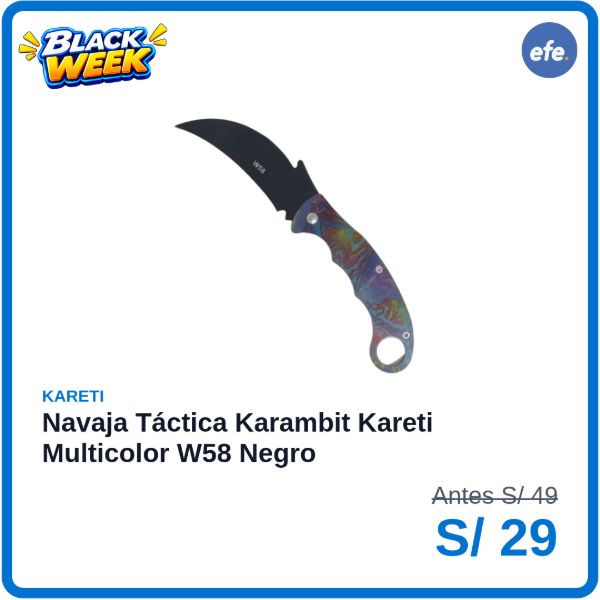 BLACK
WEEK
efe.
W58
KARETI
Navaja Táctica Karambit Kareti
Multicolor W58 Negro
Antes S/ 49
S/ 29